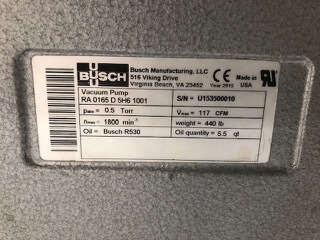 BUSCH
Busch Manufacturing, LLC
516 Viking Drive
Virginia Beach, VA 23452
CE
Year 2015
Made in USA
Vacuum Pump
RA 0165 D 5H6 1001
S/N = U153500010
pabs = 0.5 Torr
Vmax = 117 CFM
nmax = 1800 min⁻¹
weight = 440 lb
Oil = Busch R530
Oil quantity = 5.5 qt